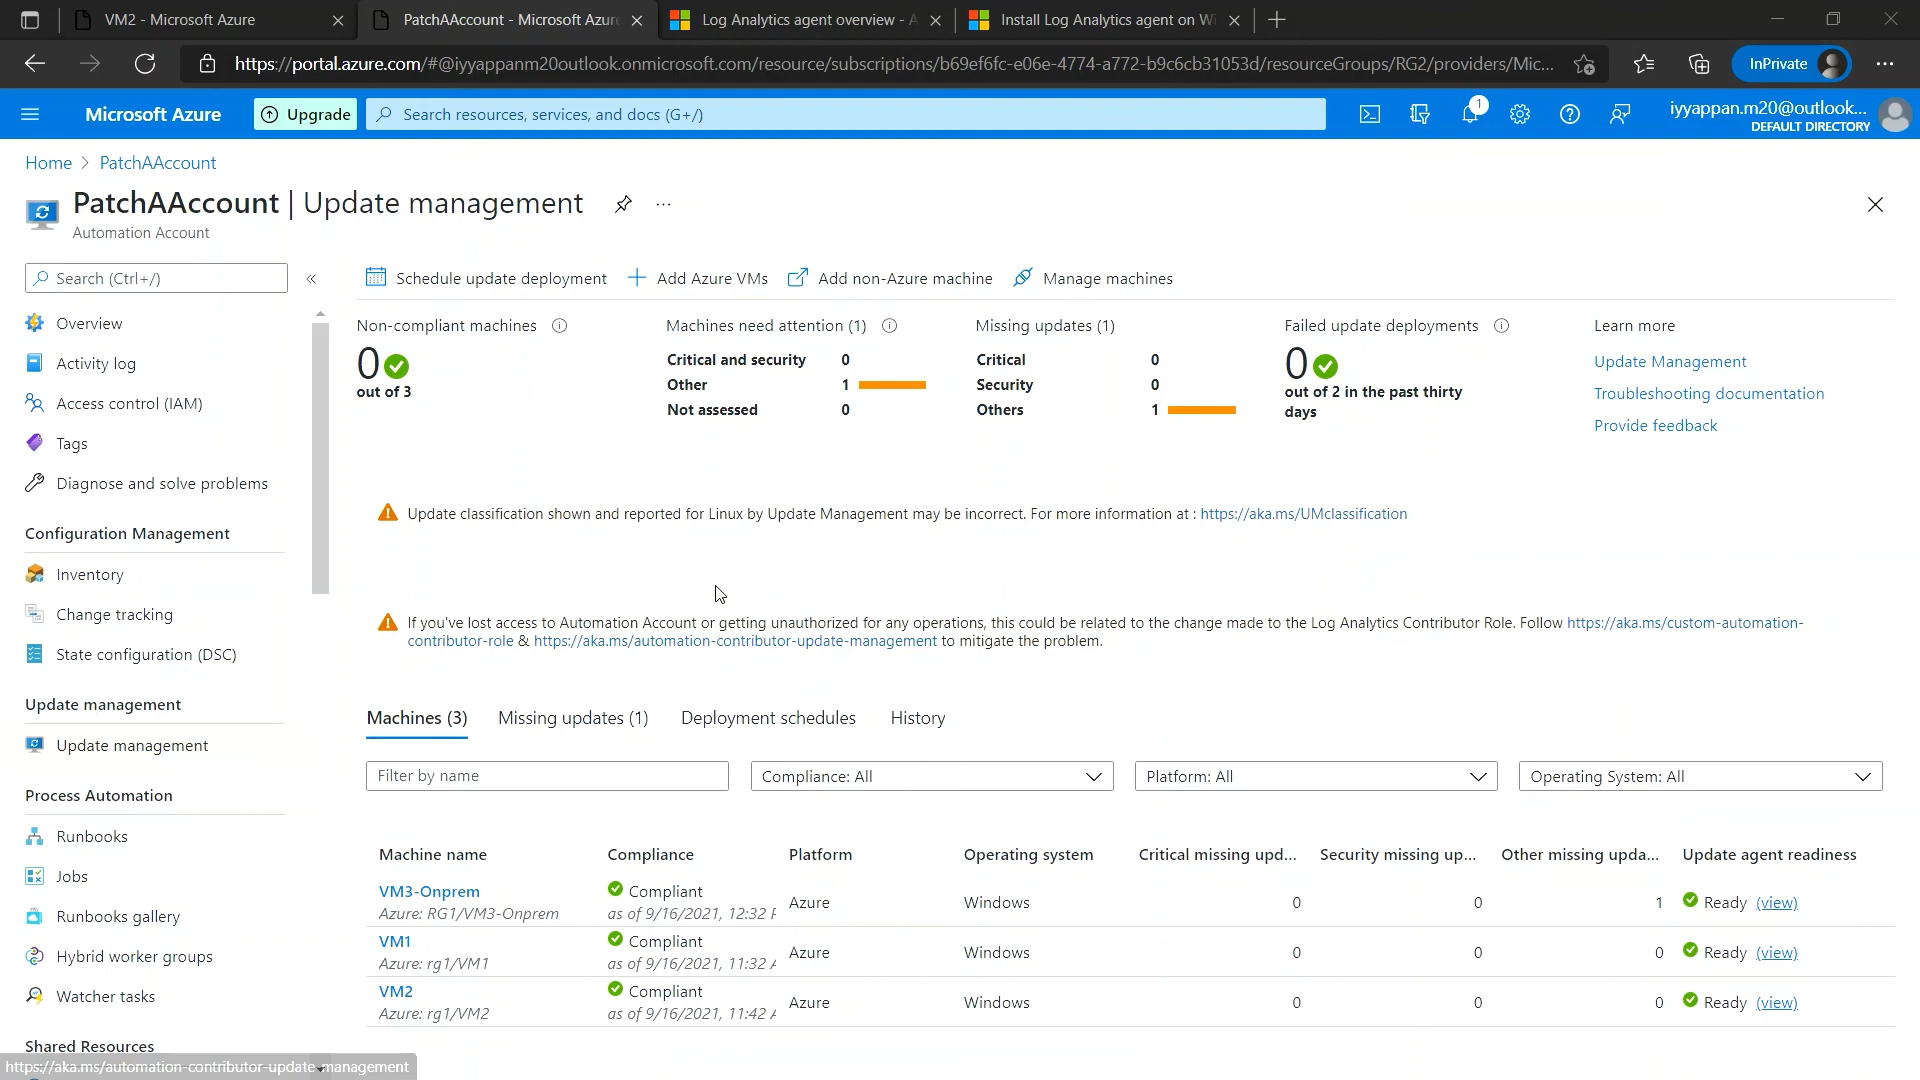 VM2 - Microsoft Azure
PatchAAccount - Microsoft Azure
Log Analytics agent overview - A
Install Log Analytics agent on Wi
https://portal.azure.com/#@iyyappanm20outlook.onmicrosoft.com/resource/subscriptions/b69ef6fc-e06e-4774-a772-b9c6cb31053d/resourceGroups/RG2/providers/Mic...
InPrivate
Microsoft Azure
Upgrade
Search resources, services, and docs (G+/)
1
iyyappan.m20@outlook...
DEFAULT DIRECTORY
Home > PatchAAccount
PatchAAccount | Update management
...
Automation Account
Search (Ctrl+/)
«
Overview
Activity log
Access control (IAM)
Tags
Diagnose and solve problems
Configuration Management
Inventory
Change tracking
State configuration (DSC)
Update management
Update management
Process Automation
Runbooks
Jobs
Runbooks gallery
Hybrid worker groups
Watcher tasks
Shared Resources
https://aka.ms/automation-contributor-update-management
Schedule update deployment
Add Azure VMs
Add non-Azure machine
Manage machines
Non-compliant machines
0
out of 3
Machines need attention (1)
Critical and security 0
Other 1
Not assessed 0
Missing updates (1)
Critical 0
Security 0
Others 1
Failed update deployments
0
out of 2 in the past thirty
days
Learn more
Update Management
Troubleshooting documentation
Provide feedback
Update classification shown and reported for Linux by Update Management may be incorrect. For more information at : https://aka.ms/UMclassification
If you've lost access to Automation Account or getting unauthorized for any operations, this could be related to the change made to the Log Analytics Contributor Role. Follow https://aka.ms/custom-automation-
contributor-role & https://aka.ms/automation-contributor-update-management to mitigate the problem.
Machines (3)
Missing updates (1)
Deployment schedules
History
Filter by name
Compliance: All
Platform: All
Operating System: All
Machine name Compliance Platform Operating system Critical missing upd... Security missing up... Other missing upda... Update agent readiness
VM3-Onprem Compliant Azure Windows 0 0 1 Ready (view)
Azure: RG1/VM3-Onprem as of 9/16/2021, 12:32 P
VM1 Compliant Azure Windows 0 0 0 Ready (view)
Azure: rg1/VM1 as of 9/16/2021, 11:32 A
VM2 Compliant Azure Windows 0 0 0 Ready (view)
Azure: rg1/VM2 as of 9/16/2021, 11:42 A